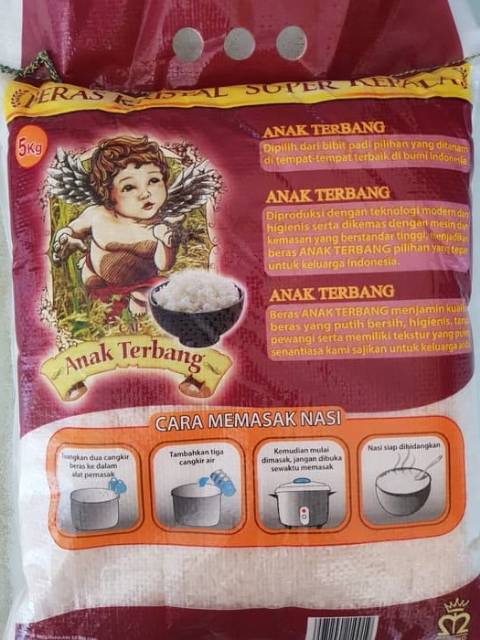 BERAS KRISTAL SUPER KEPALA
5Kg
ANAK TERBANG
Dipilih dari bibit padi pilihan yang ditanam
di tempat-tempat terbaik di bumi Indonesia.
ANAK TERBANG
Diproduksi dengan teknologi modern dan
higienis serta dikemas dengan mesin dan
kemasan yang berstandar tinggi, menjadikan
beras ANAK TERBANG pilihan yang tepat
untuk keluarga Indonesia.
ANAK TERBANG
Beras ANAK TERBANG menjamin
beras yang putih bersih, higienis,
pewangi serta memiliki tekstur yang
senantiasa kami sajikan untuk keluarga
Anak Terbang
CARA MEMASAK NASI
Tuangkan dua cangkir
beras ke dalam
alat pemasak
Tambahkan tiga
cangkir air
Kemudian mulai
dimasak, jangan dibuka
sewaktu memasak
Nasi siap dihidangkan